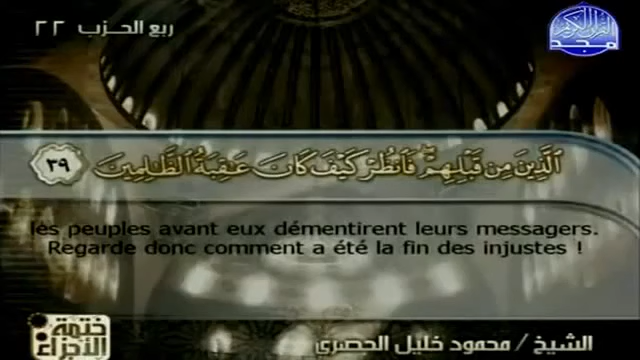 ربع الحزب ٢٢
القرآن الكريم
مجد
ٱلَّذِينَ مِن قَبْلِهِمْ ۖ فَٱنظُرْ كَيْفَ كَانَ عَـٰقِبَةُ ٱلظَّـٰلِمِينَ ٣٩
les peuples avant eux démentirent leurs messagers.
Regarde donc comment a été la fin des injustes !
ختمة
الأجزاء
الشيخ / محمود خليل الحصري